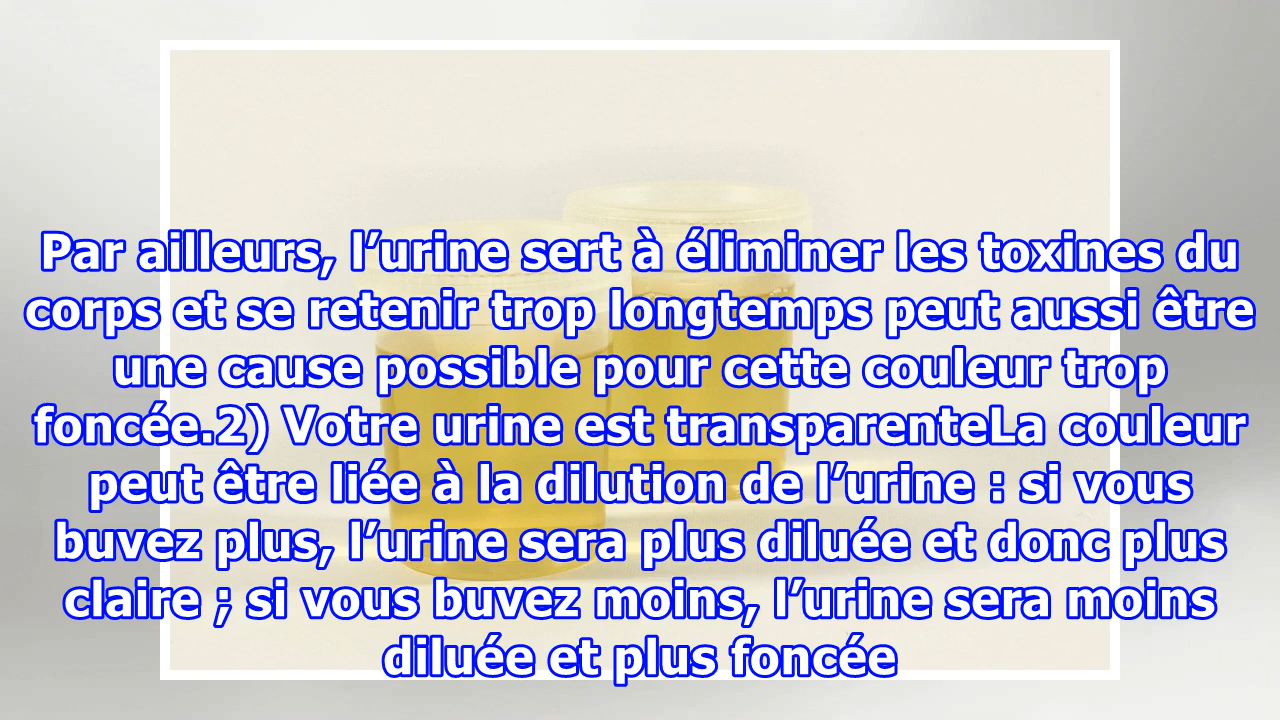 Par ailleurs, l’urine sert à éliminer les toxines du
corps et se retenir trop longtemps peut aussi être
une cause possible pour cette couleur trop
foncée.2) Votre urine est transparenteLa couleur
peut être liée à la dilution de l’urine : si vous
buvez plus, l’urine sera plus diluée et donc plus
claire ; si vous buvez moins, l’urine sera moins
diluée et plus foncée